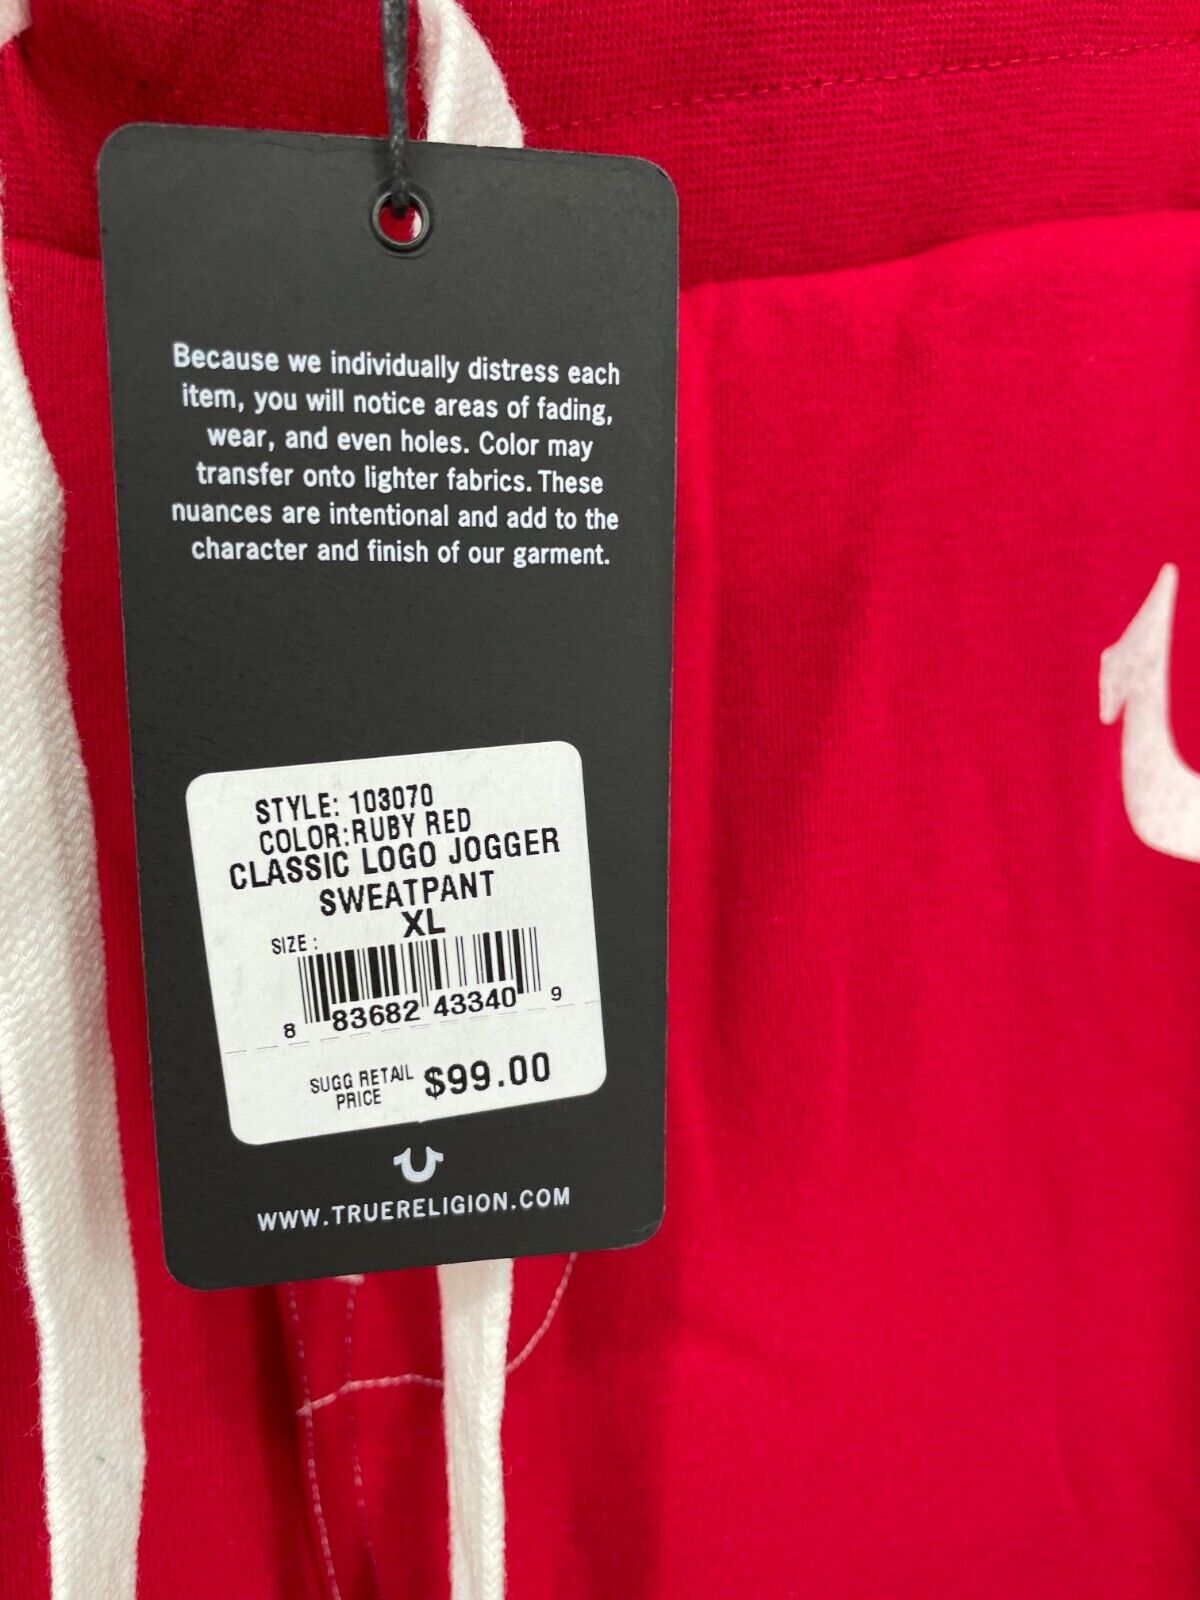 Because we individually distress each
item, you will notice areas of fading,
wear, and even holes. Color may
transfer onto lighter fabrics. These
nuances are intentional and add to the
character and finish of our garment.
STYLE: 103070
COLOR:RUBY RED
CLASSIC LOGO JOGGER
SWEATPANT
SIZE: XL
8 83682 43340 9
SUGG RETAIL
PRICE $99.00
WWW.TRUERELIGION.COM